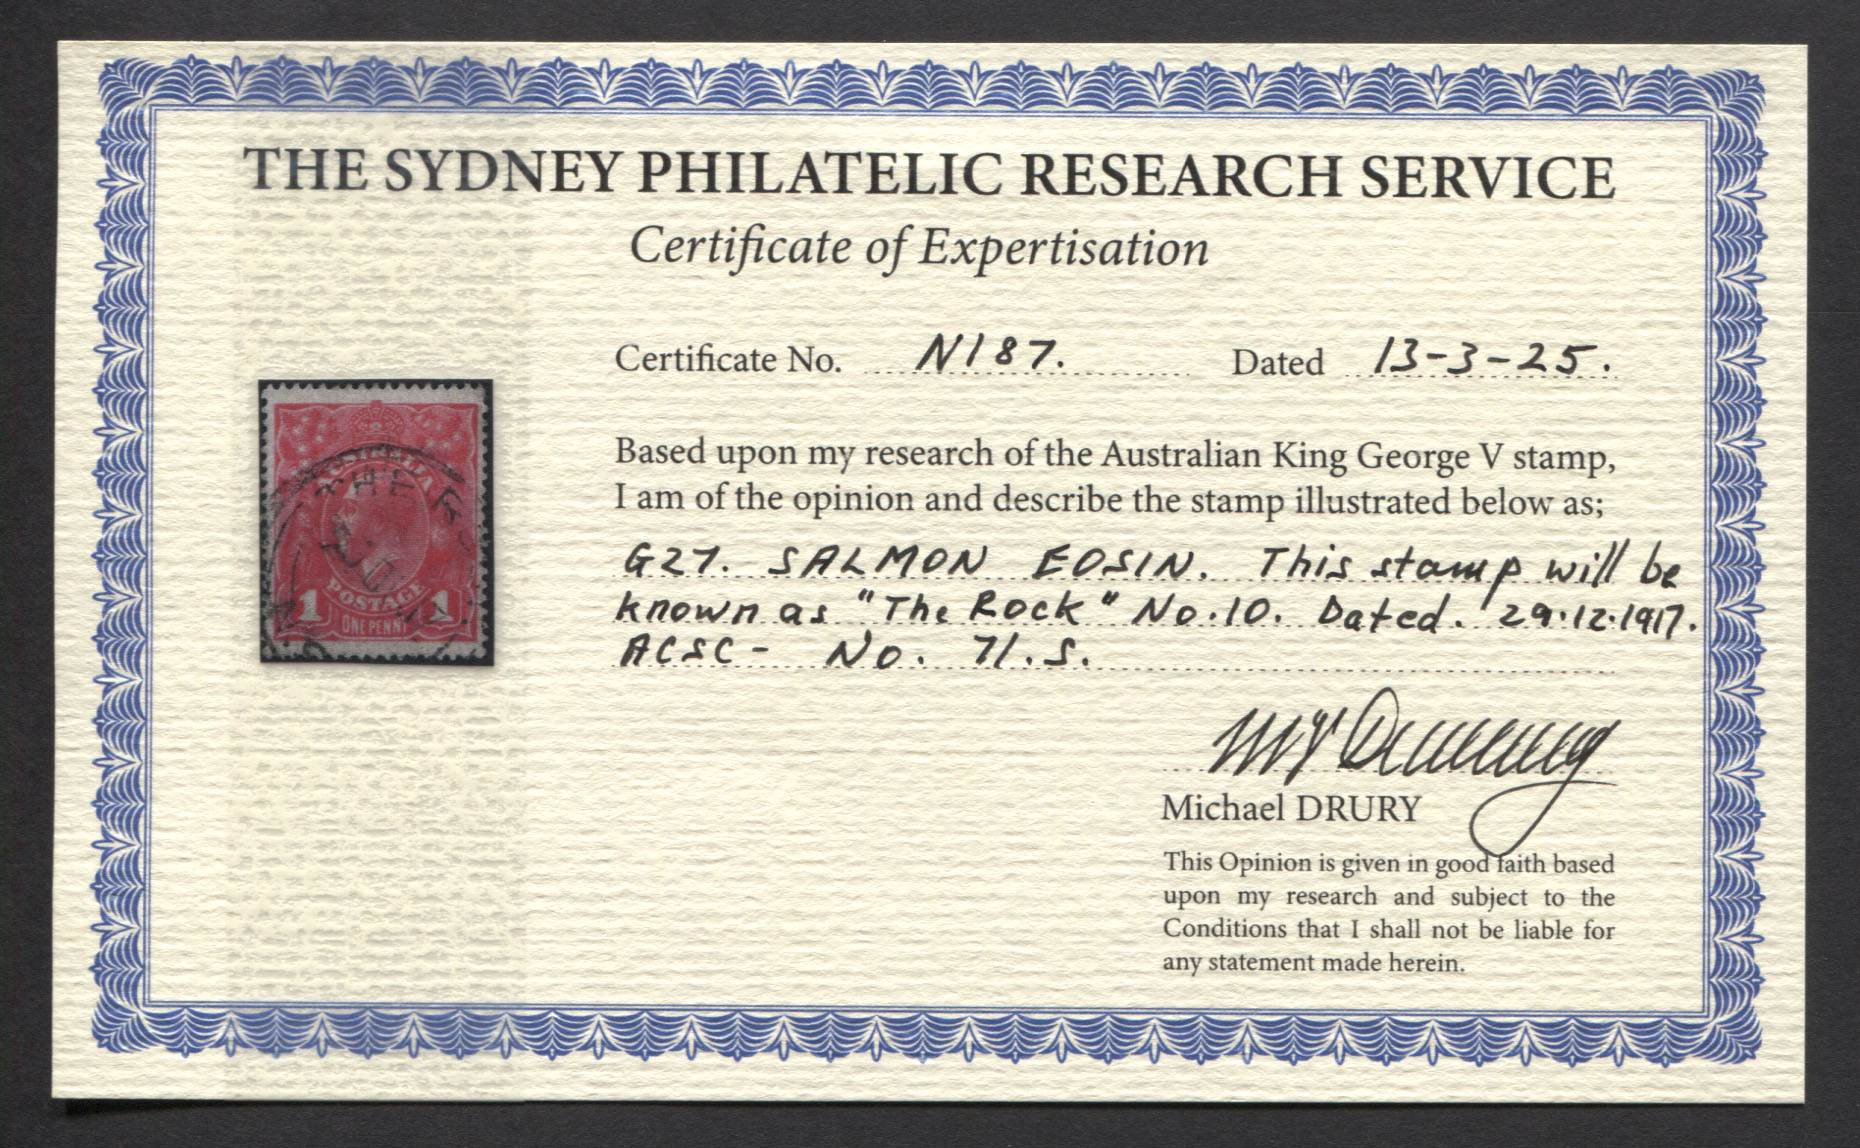 THE SYDNEY PHILATELIC RESEARCH SERVICE
Certificate of Expertisation
Certificate No. N187. Dated 13-3-25.
Based upon my research of the Australian King George V stamp,
I am of the opinion and describe the stamp illustrated below as;
G27. SALMON EOSIN. This stamp will be
known as "The Rock" No.10. Dated. 29.12.1917.
ACSC- No. 71.S.
Michael DRURY
This Opinion is given in good faith based
upon my research and subject to the
Conditions that I shall not be liable for
any statement made herein.
AUSTRALIA
THE
1 POSTAGE 1
ONE PENNY